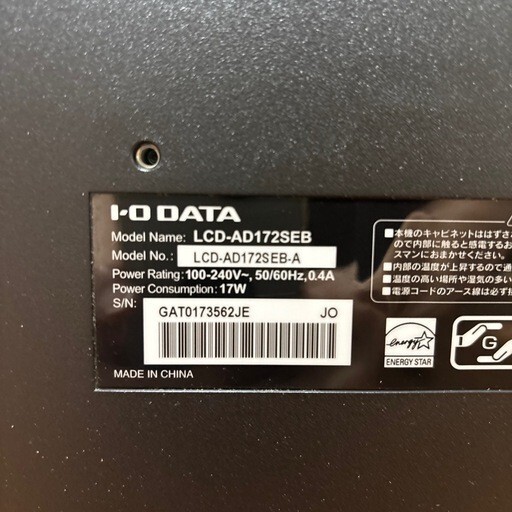 I-O DATA
Model Name: LCD-AD172SEB
Model No.: LCD-AD172SEB-A
Power Rating: 100-240V~, 50/60Hz, 0.4A
Power Consumption: 17W
S/N:
GAT0173562JE JO
MADE IN CHINA
■本機のキャビネットははずさ
ので内部に触ると感電するお
スマンにおまかせください。
■内部の温度が上昇するので通
■温度の高い場所や湿気の多い
■電源コードのアース線は必ず接
energy
ENERGY STAR
G